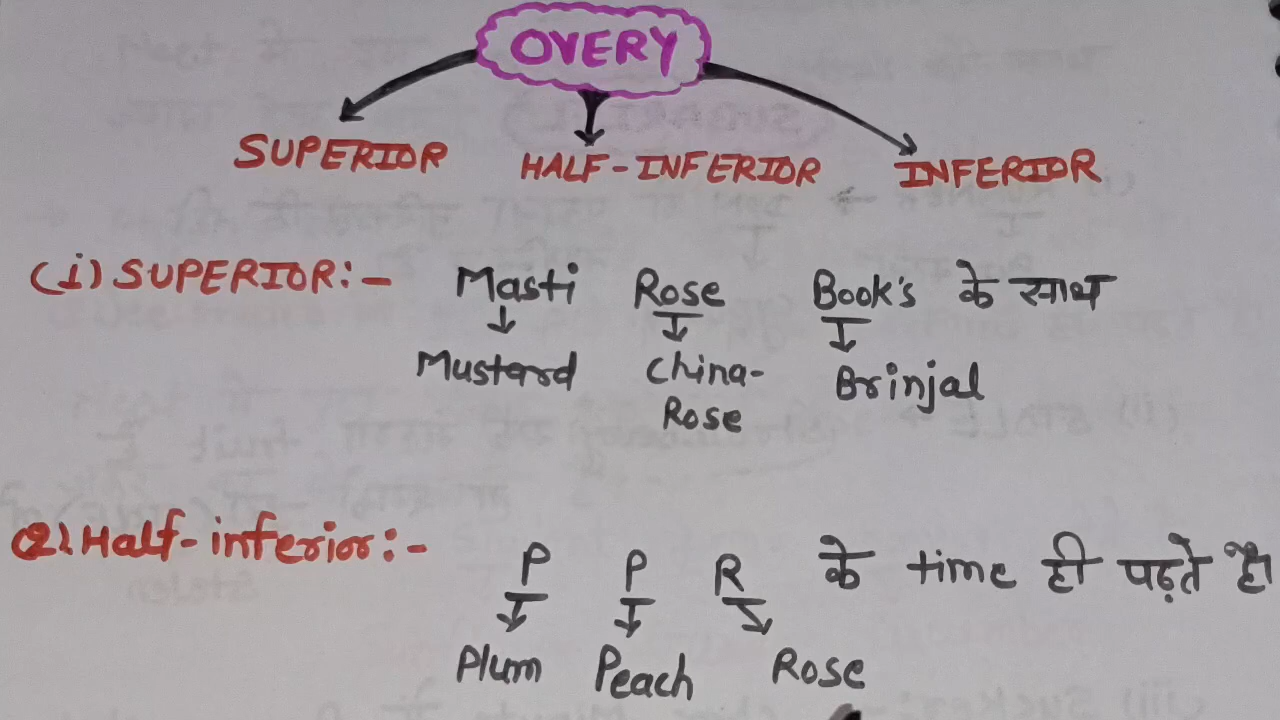 OVERY
SUPERIOR HALF-INFERIOR INFERIOR
(i) SUPERIOR:- Masti Rose Book's के साथ
Mustard China- Brinjal
Rose
(2) Half-inferior:- P P R के time ही पढ़ते है।
Plum Peach Rose